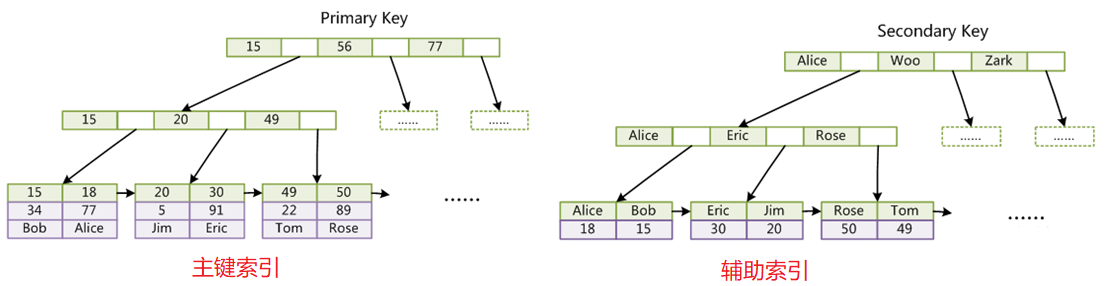 Primary Key
15 56 77
15 20 49
...... ......
15 18 20 30 49 50
34 77 5 91 22 89
Bob Alice Jim Eric Tom Rose
......
主键索引
Secondary Key
Alice Woo Zark
Alice Eric Rose
...... ......
Alice Bob Eric Jim Rose Tom
18 15 30 20 50 49
......
辅助索引